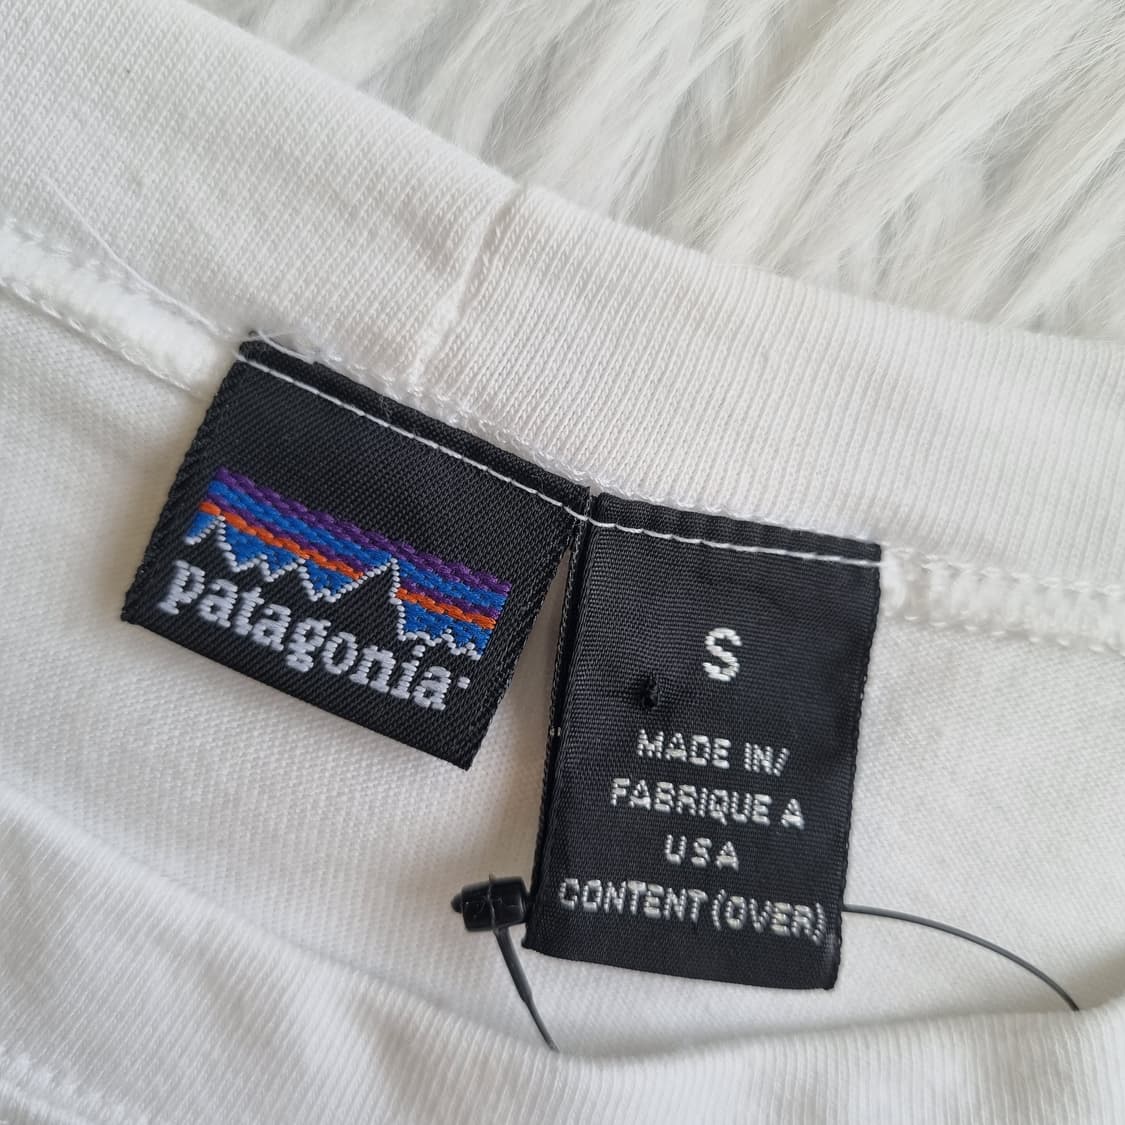 patagonia
S
MADE IN/
FABRIQUE A
USA
CONTENT (OVER)